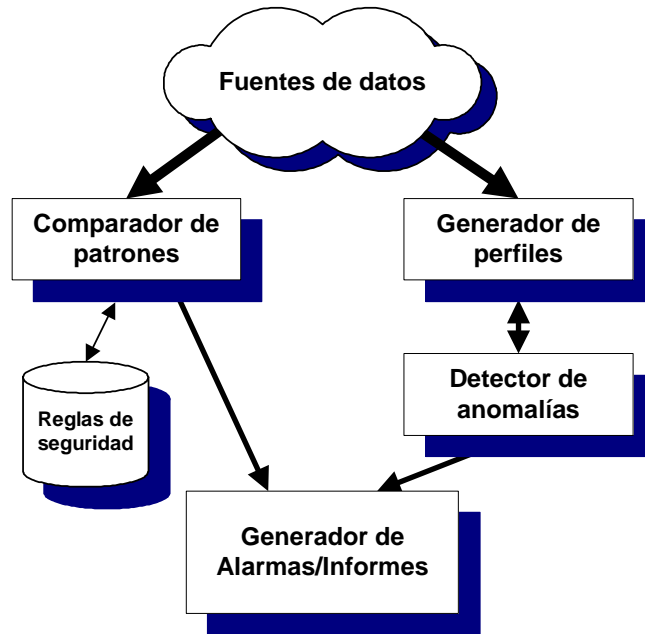 Fuentes de datos
Comparador de
patrones
Generador de
perfiles
Detector de
anomalías
Reglas de
seguridad
Generador de
Alarmas/Informes